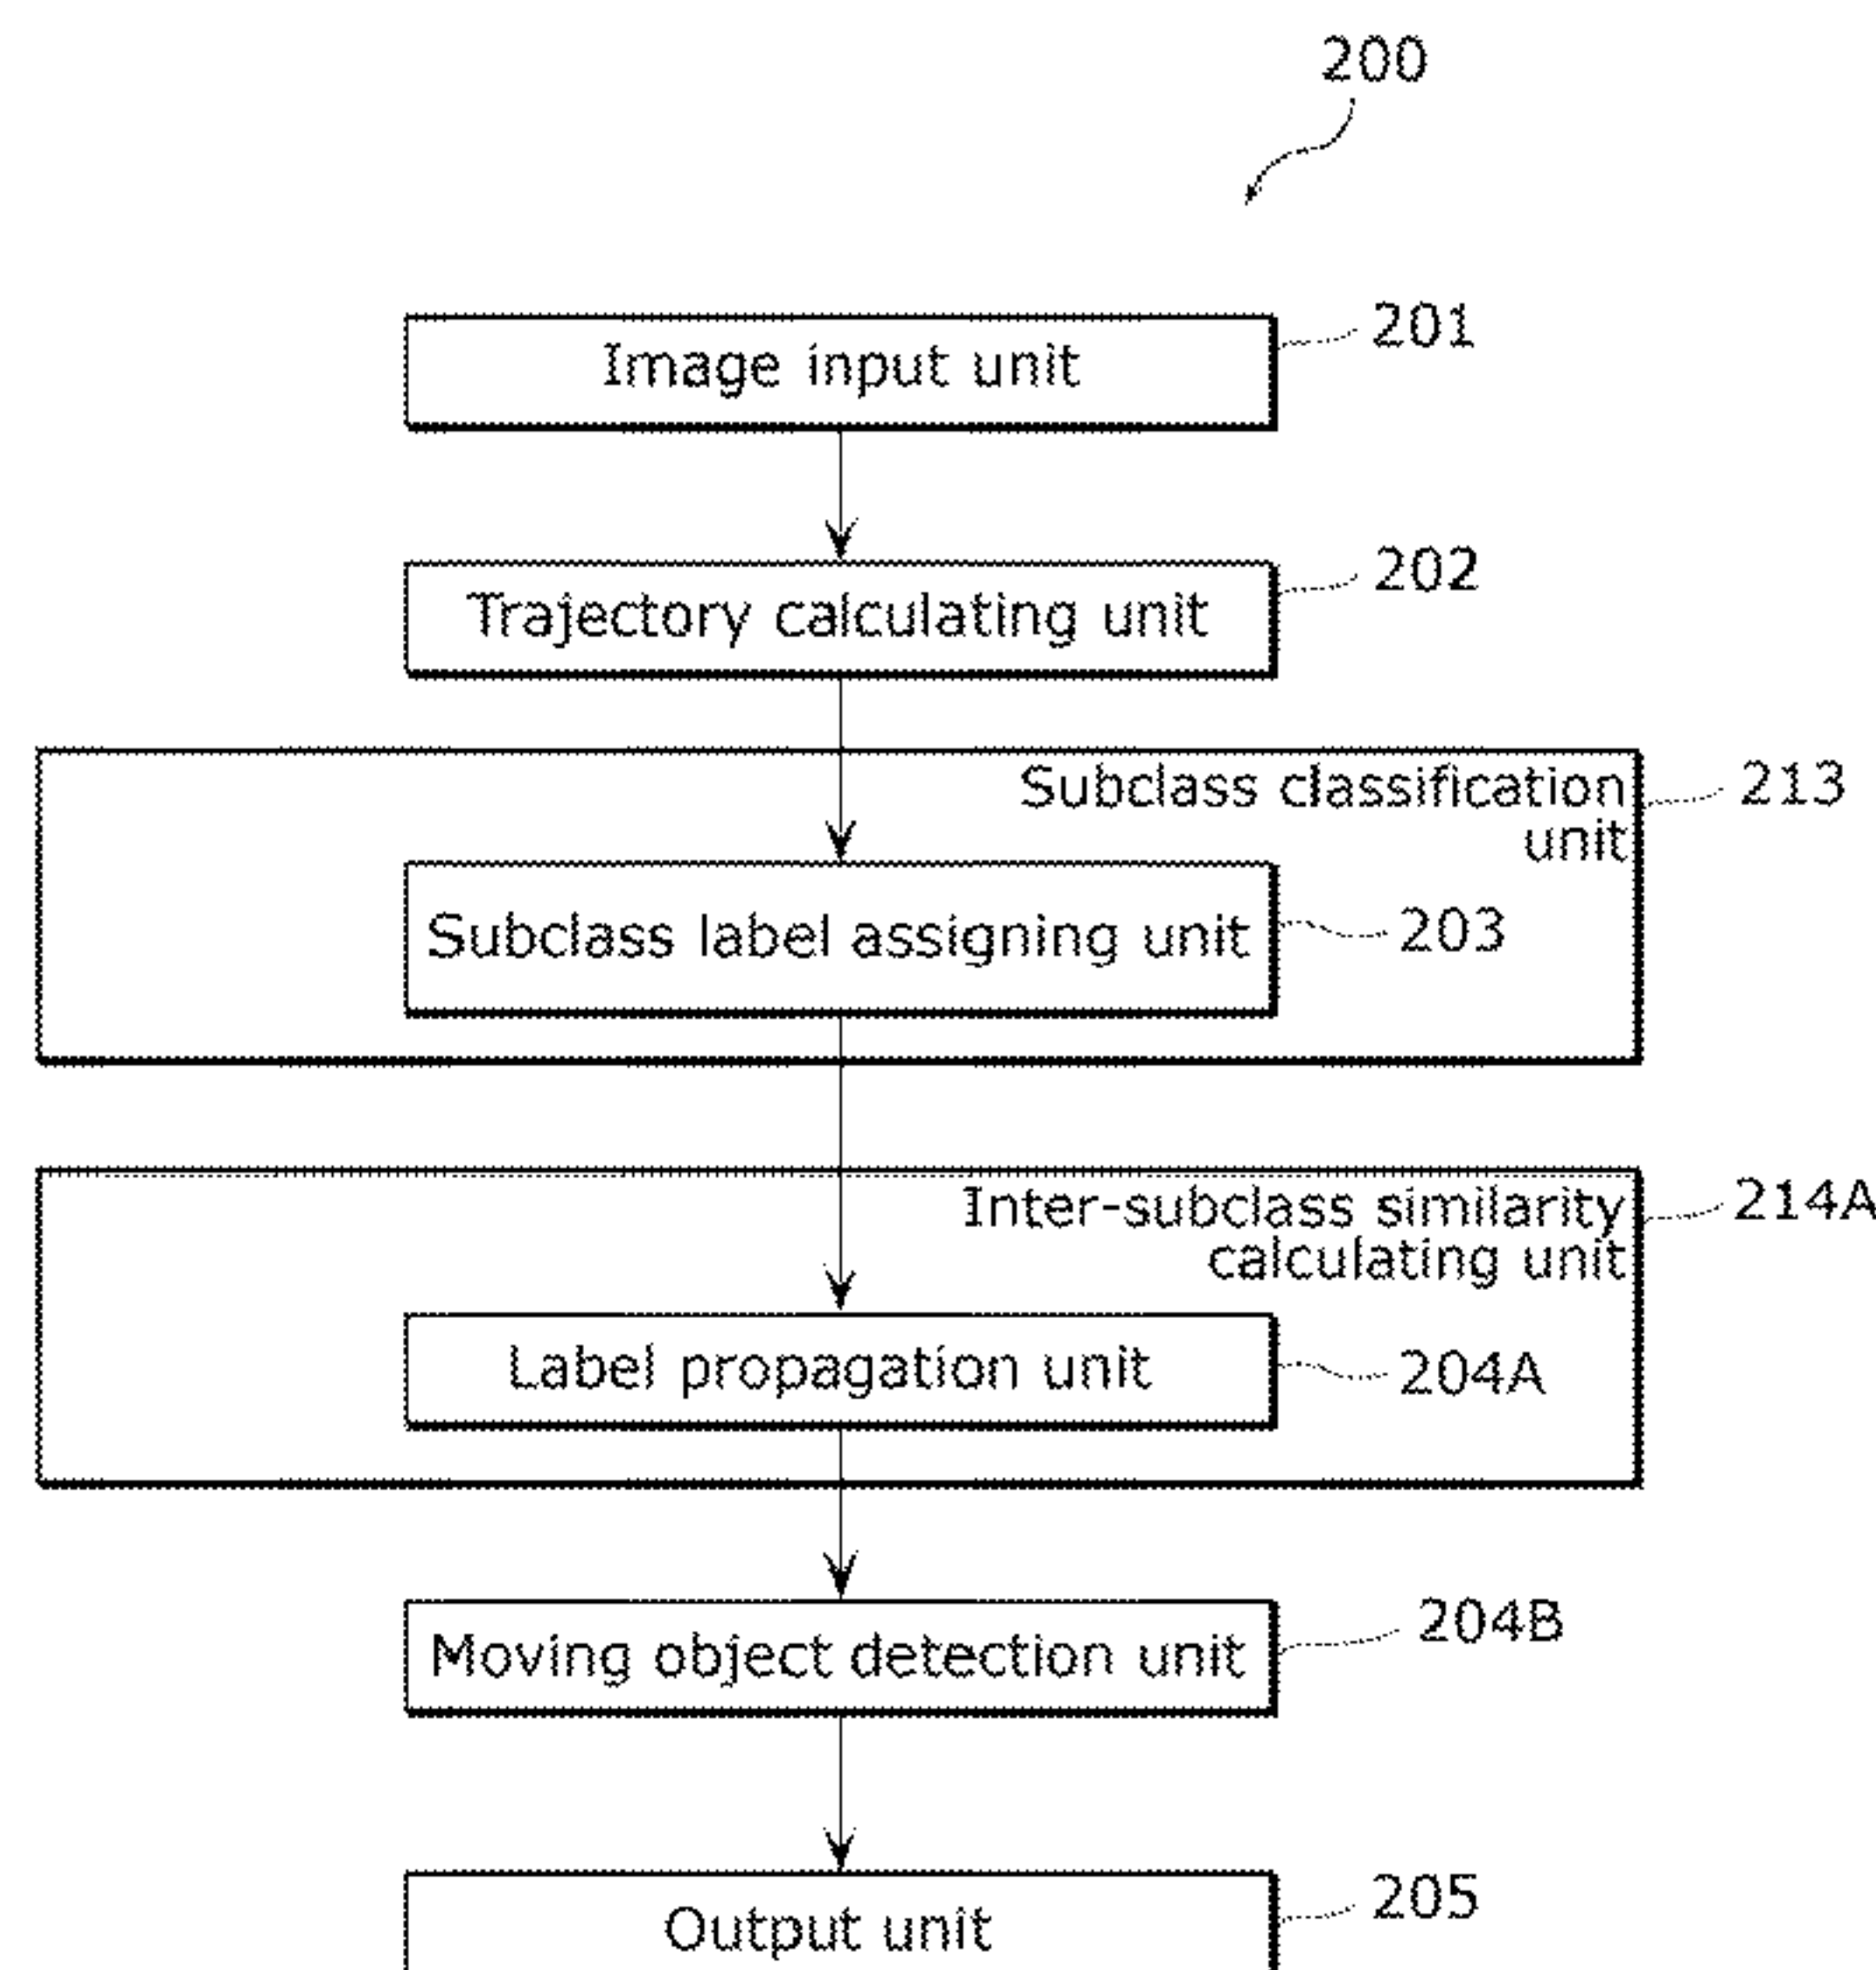 200
Image input unit
201
Trajectory calculating unit
202
Subclass classification
unit
213
Subclass label assigning unit
203
Inter-subclass similarity
calculating unit
214A
Label propagation unit
204A
Moving object detection unit
204B
Output unit
205